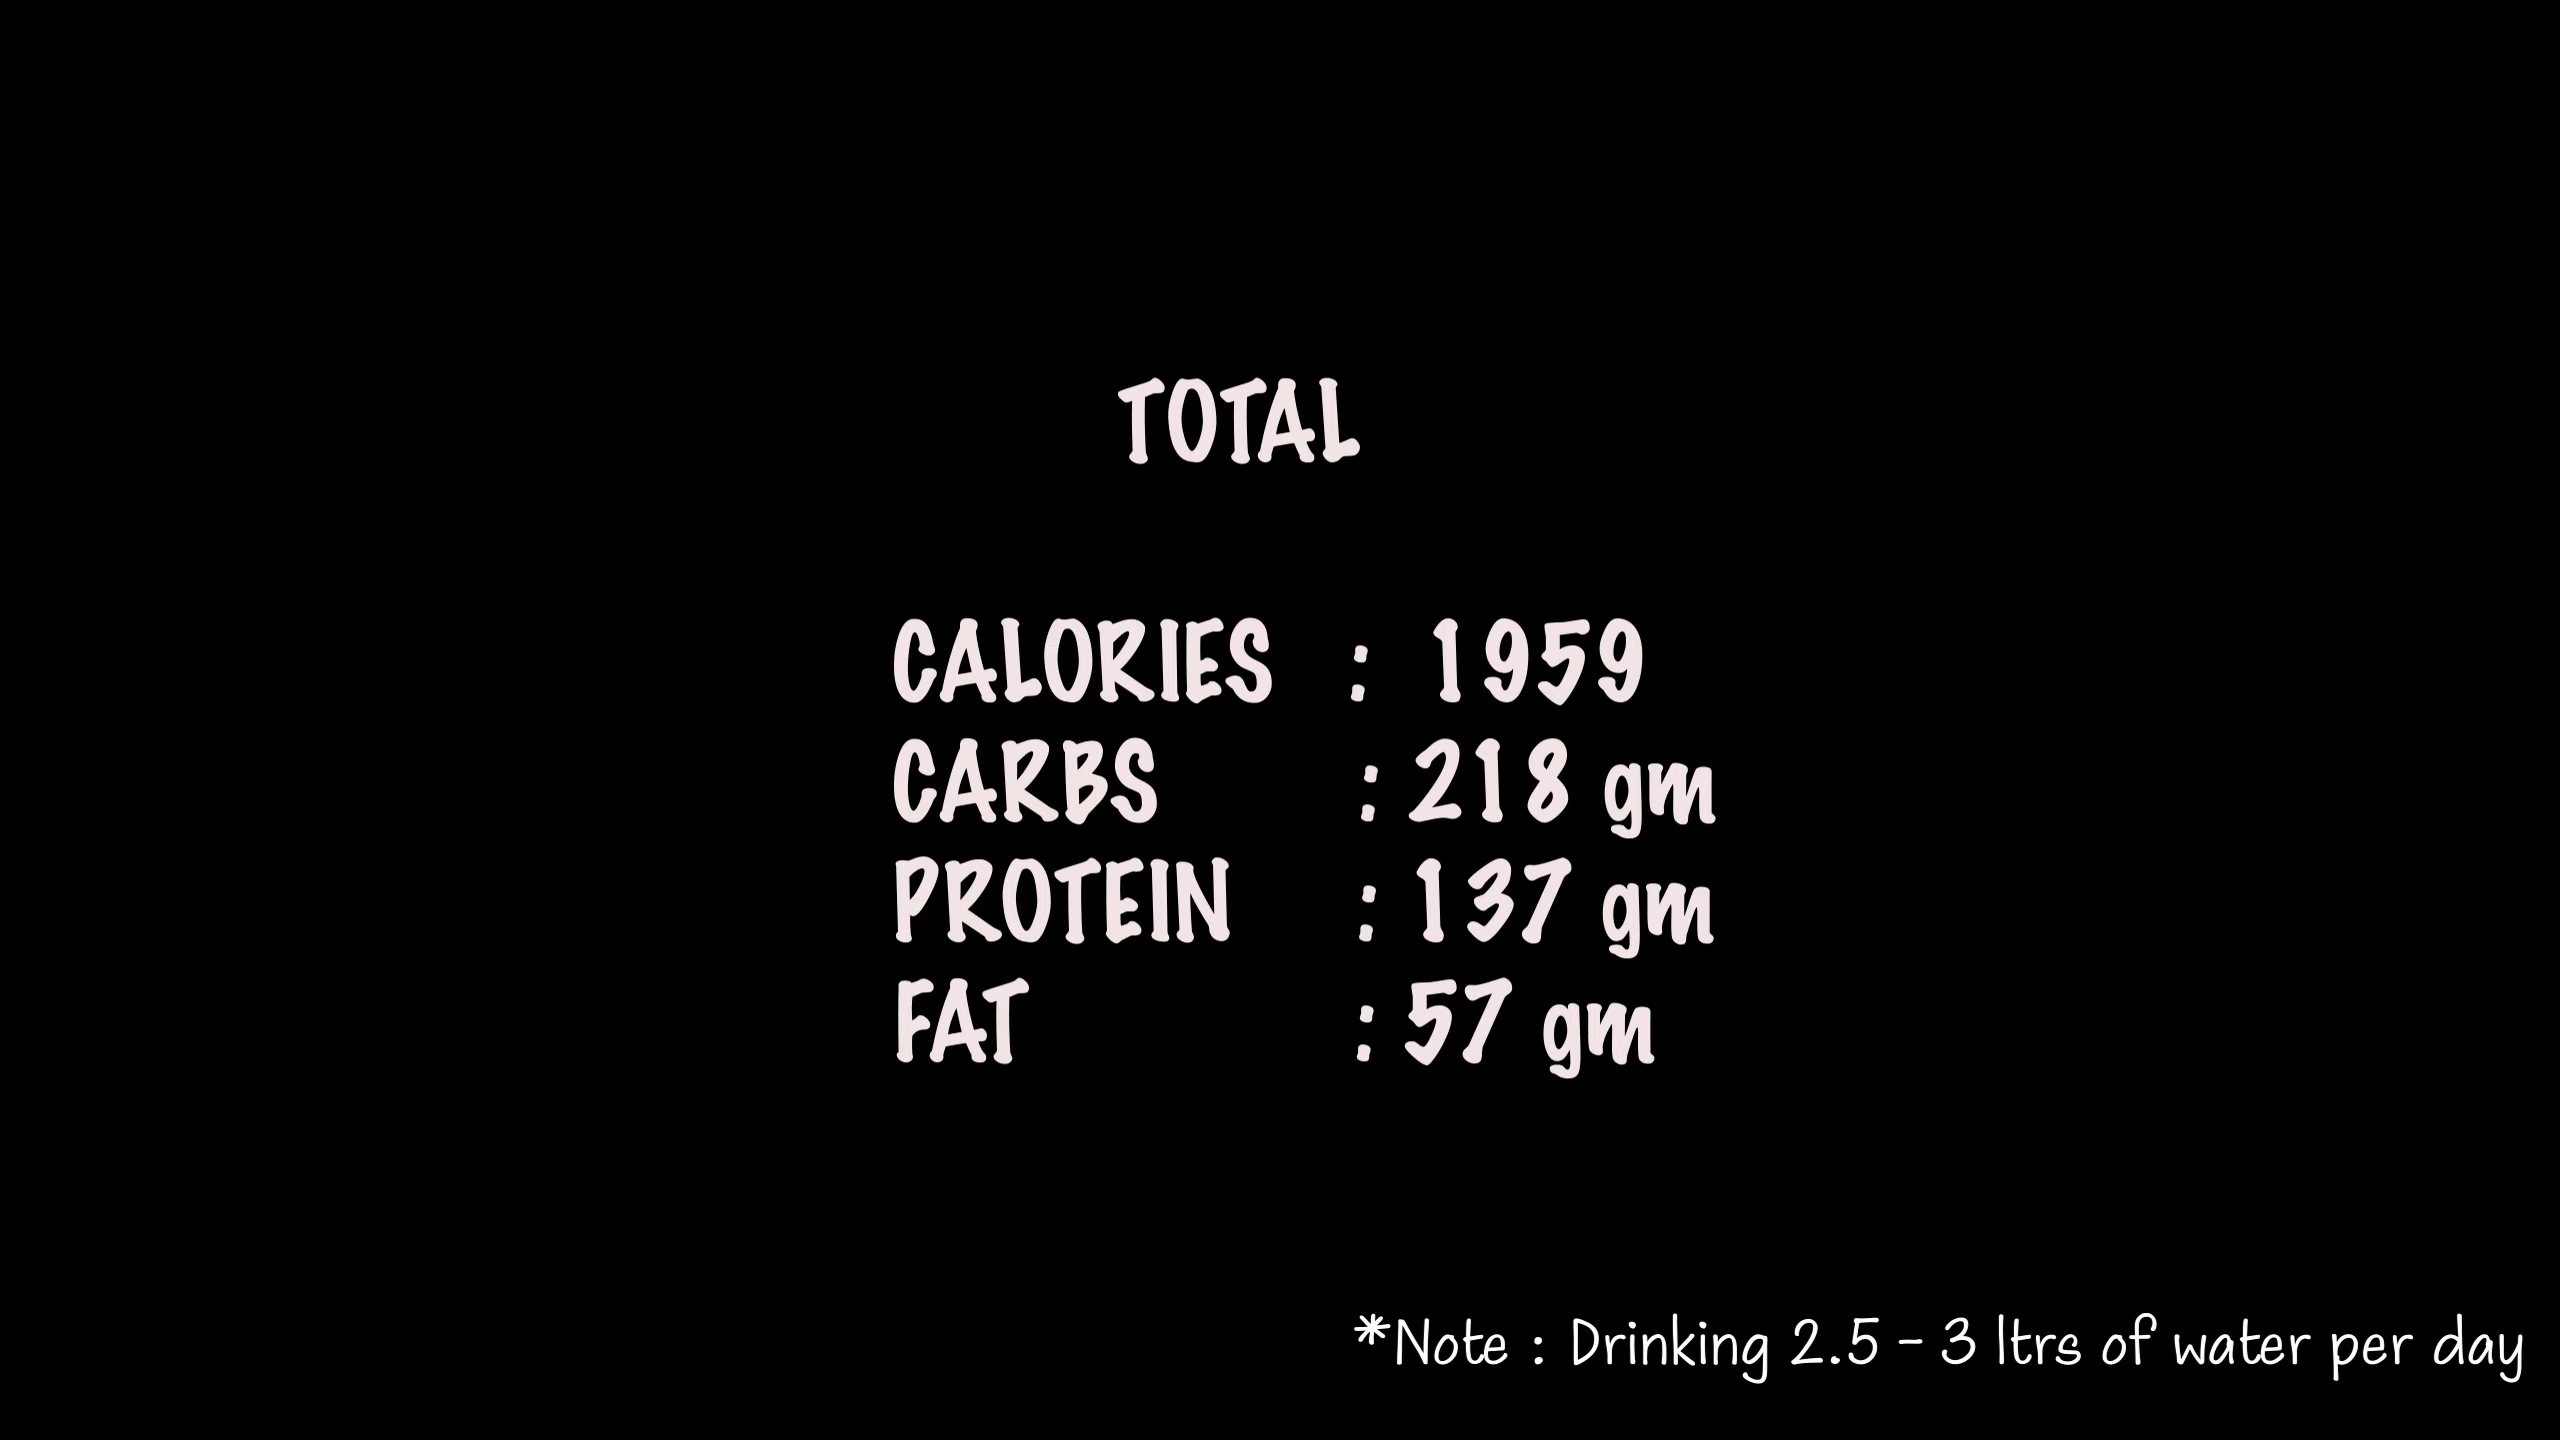 TOTAL
CALORIES : 1959
CARBS : 218 gm
PROTEIN : 137 gm
FAT : 57 gm
*Note : Drinking 2.5 - 3 ltrs of water per day